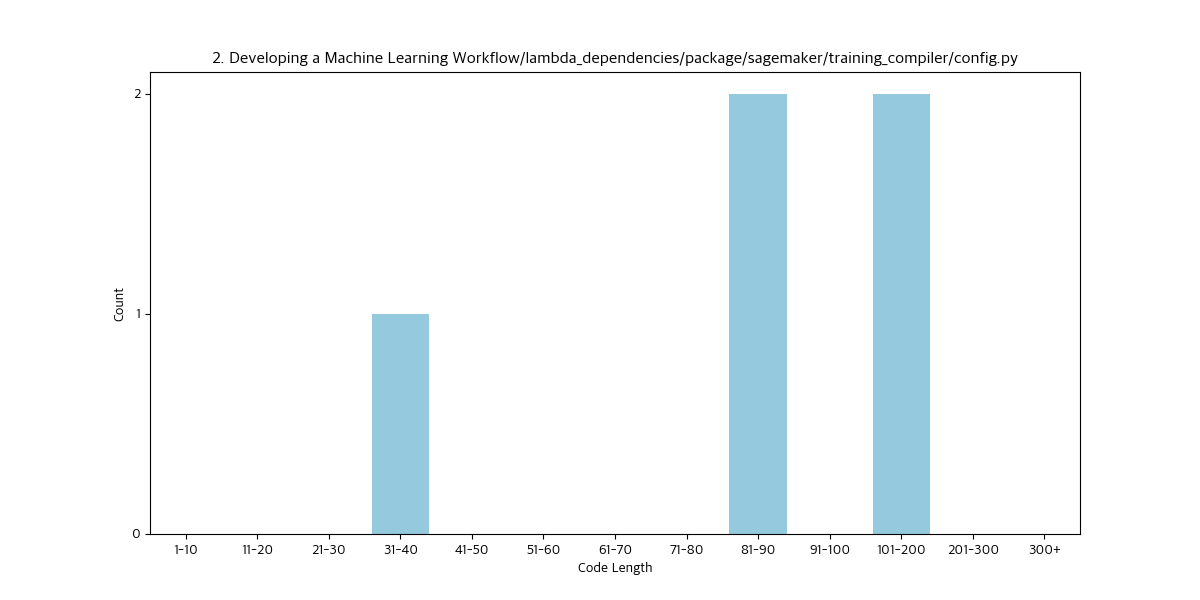 2. Developing a Machine Learning Workflow/lambda_dependencies/package/sagemaker/training_compiler/config.py
2
1
0
Count
1-10 11-20 21-30 31-40 41-50 51-60 61-70 71-80 81-90 91-100 101-200 201-300 300+
Code Length